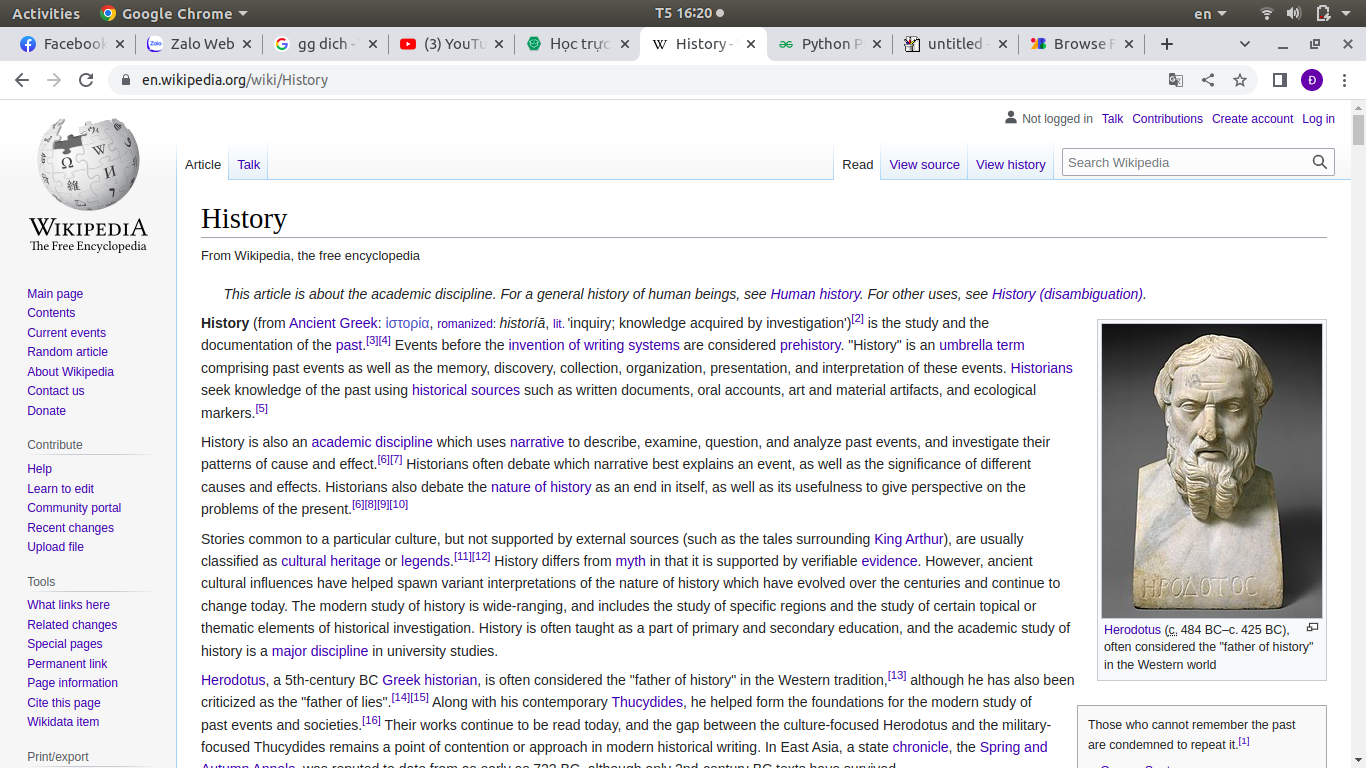 Activities Google Chrome T5 16:20 en
Facebook Zalo Web gg dich - (3) YouTu Học trực History - Python P untitled - Browse F
en.wikipedia.org/wiki/History Đ
Not logged in Talk Contributions Create account Log in
Article Talk Read View source View history Search Wikipedia
WIKIPEDIA
The Free Encyclopedia
Main page
Contents
Current events
Random article
About Wikipedia
Contact us
Donate
Contribute
Help
Learn to edit
Community portal
Recent changes
Upload file
Tools
What links here
Related changes
Special pages
Permanent link
Page information
Cite this page
Wikidata item
Print/export
History
From Wikipedia, the free encyclopedia
This article is about the academic discipline. For a general history of human beings, see Human history. For other uses, see History (disambiguation).
History (from Ancient Greek: ἱστορία, romanized: historíā, lit. 'inquiry; knowledge acquired by investigation')[2] is the study and the
documentation of the past.[3][4] Events before the invention of writing systems are considered prehistory. "History" is an umbrella term
comprising past events as well as the memory, discovery, collection, organization, presentation, and interpretation of these events. Historians
seek knowledge of the past using historical sources such as written documents, oral accounts, art and material artifacts, and ecological
markers.[5]
History is also an academic discipline which uses narrative to describe, examine, question, and analyze past events, and investigate their
patterns of cause and effect.[6][7] Historians often debate which narrative best explains an event, as well as the significance of different
causes and effects. Historians also debate the nature of history as an end in itself, as well as its usefulness to give perspective on the
problems of the present.[6][8][9][10]
Stories common to a particular culture, but not supported by external sources (such as the tales surrounding King Arthur), are usually
classified as cultural heritage or legends.[11][12] History differs from myth in that it is supported by verifiable evidence. However, ancient
cultural influences have helped spawn variant interpretations of the nature of history which have evolved over the centuries and continue to
change today. The modern study of history is wide-ranging, and includes the study of specific regions and the study of certain topical or
thematic elements of historical investigation. History is often taught as a part of primary and secondary education, and the academic study of
history is a major discipline in university studies.
Herodotus, a 5th-century BC Greek historian, is often considered the "father of history" in the Western tradition,[13] although he has also been
criticized as the "father of lies".[14][15] Along with his contemporary Thucydides, he helped form the foundations for the modern study of
past events and societies.[16] Their works continue to be read today, and the gap between the culture-focused Herodotus and the military-
focused Thucydides remains a point of contention or approach in modern historical writing. In East Asia, a state chronicle, the Spring and
Autumn Annals, was reputed to date from as early as 722 BC, although only 2nd-century BC texts have survived.
ΗΡΟΔΟΤΟΣ
Herodotus (c. 484 BC–c. 425 BC),
often considered the "father of history"
in the Western world
Those who cannot remember the past
are condemned to repeat it.[1]